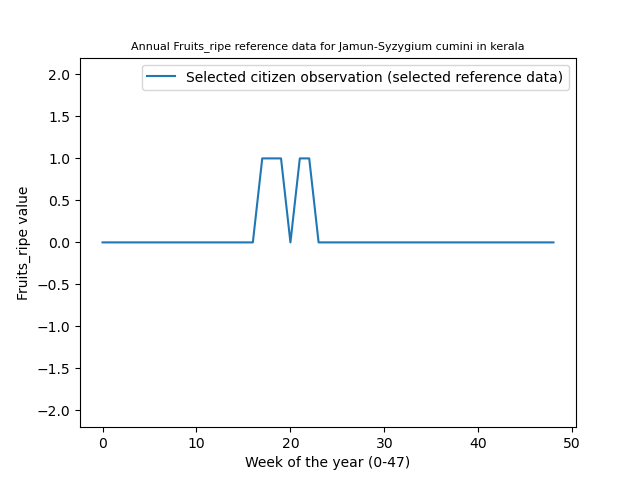 Annual Fruits_ripe reference data for Jamun-Syzygium cumini in kerala
Selected citizen observation (selected reference data)
2.0
1.5
1.0
0.5
0.0
−0.5
−1.0
−1.5
−2.0
Fruits_ripe value
0 10 20 30 40 50
Week of the year (0-47)